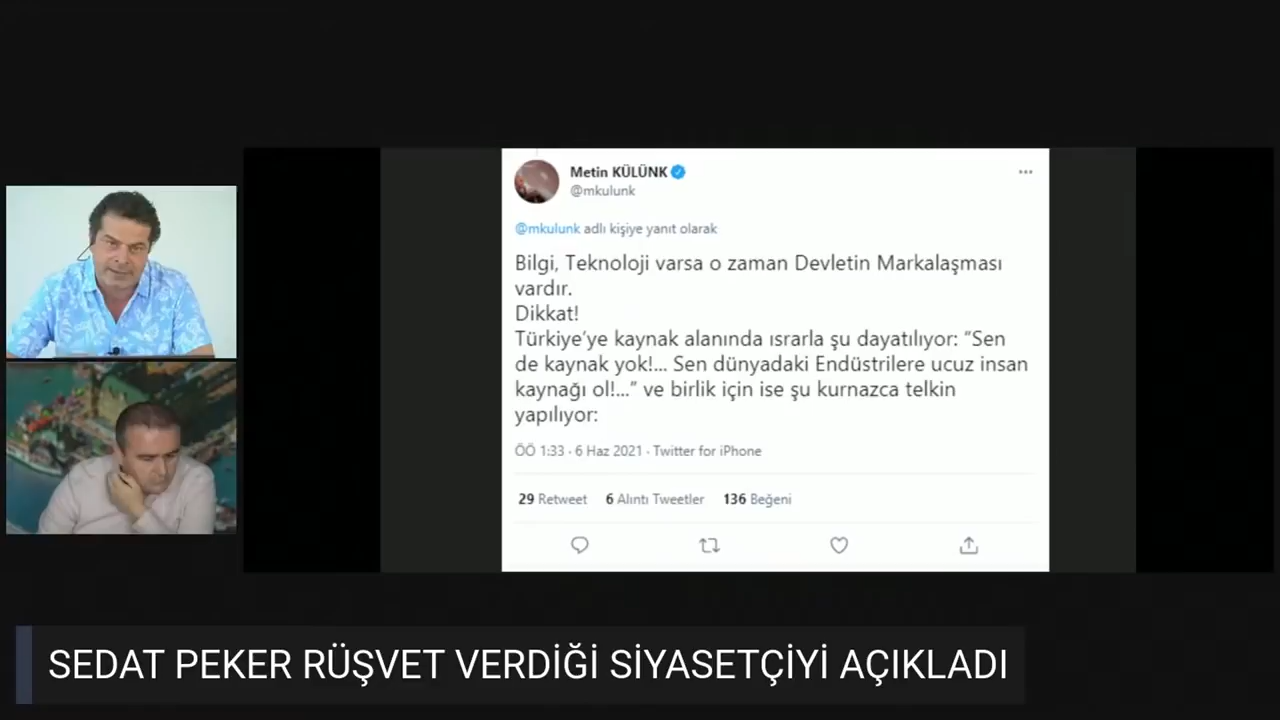 Metin KÜLÜNK
@mkulunk
@mkulunk adlı kişiye yanıt olarak
Bilgi, Teknoloji varsa o zaman Devletin Markalaşması
vardır.
Dikkat!
Türkiye'ye kaynak alanında ısrarla şu dayatılıyor: "Sen
de kaynak yok!... Sen dünyadaki Endüstrilere ucuz insan
kaynağı ol!..." ve birlik için ise şu kurnazca telkin
yapılıyor:
ÖÖ 1:33 · 6 Haz 2021 · Twitter for iPhone
29 Retweet 6 Alıntı Tweetler 136 Beğeni
SEDAT PEKER RÜŞVET VERDİĞİ SİYASETÇİYİ AÇIKLADI